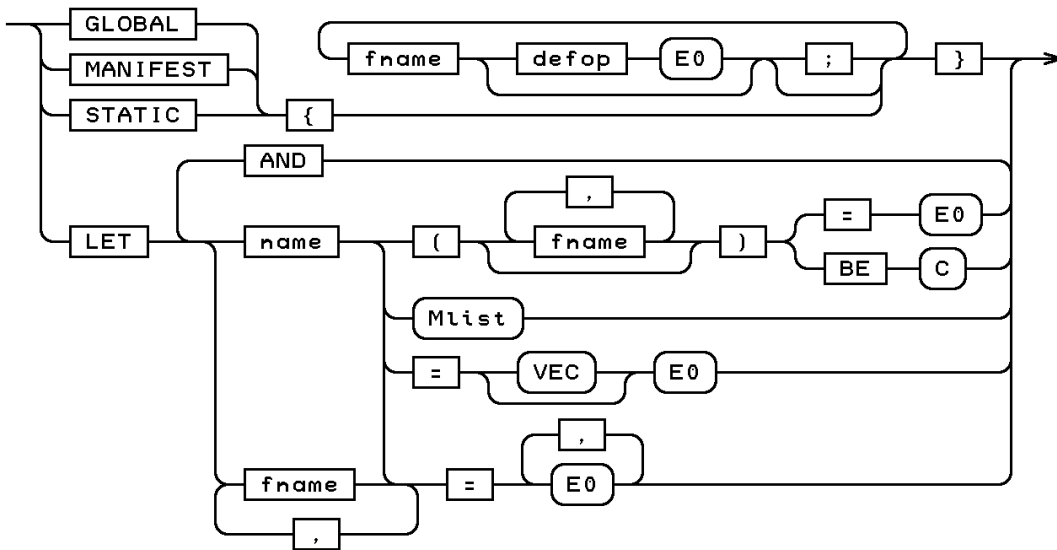 GLOBAL
fname defop E0 ; }
MANIFEST
STATIC {
AND
,
= E0
LET name ( fname )
BE C
Mlist
= VEC E0
,
fname = E0
,